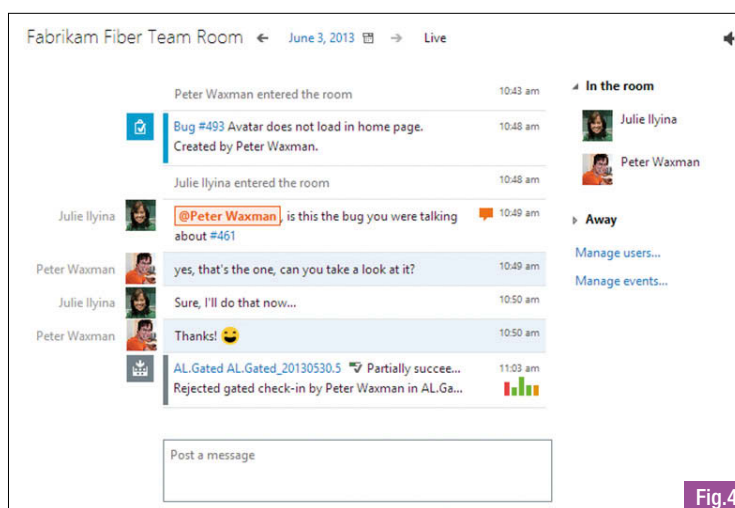 Fabrikam Fiber Team Room ← June 3, 2013 → Live
Peter Waxman entered the room 10:43 am
Bug #493 Avatar does not load in home page. 10:48 am
Created by Peter Waxman.
Julie Ilyina entered the room 10:48 am
Julie Ilyina @Peter Waxman, is this the bug you were talking 10:49 am
about #461
Peter Waxman yes, that's the one, can you take a look at it? 10:49 am
Julie Ilyina Sure, I'll do that now... 10:50 am
Peter Waxman Thanks! 😀 10:50 am
AL.Gated AL.Gated_20130530.5 Partially succee... 11:03 am
Rejected gated check-in by Peter Waxman in AL.Ga...
Post a message
In the room
Julie Ilyina
Peter Waxman
Away
Manage users...
Manage events...
Fig.4